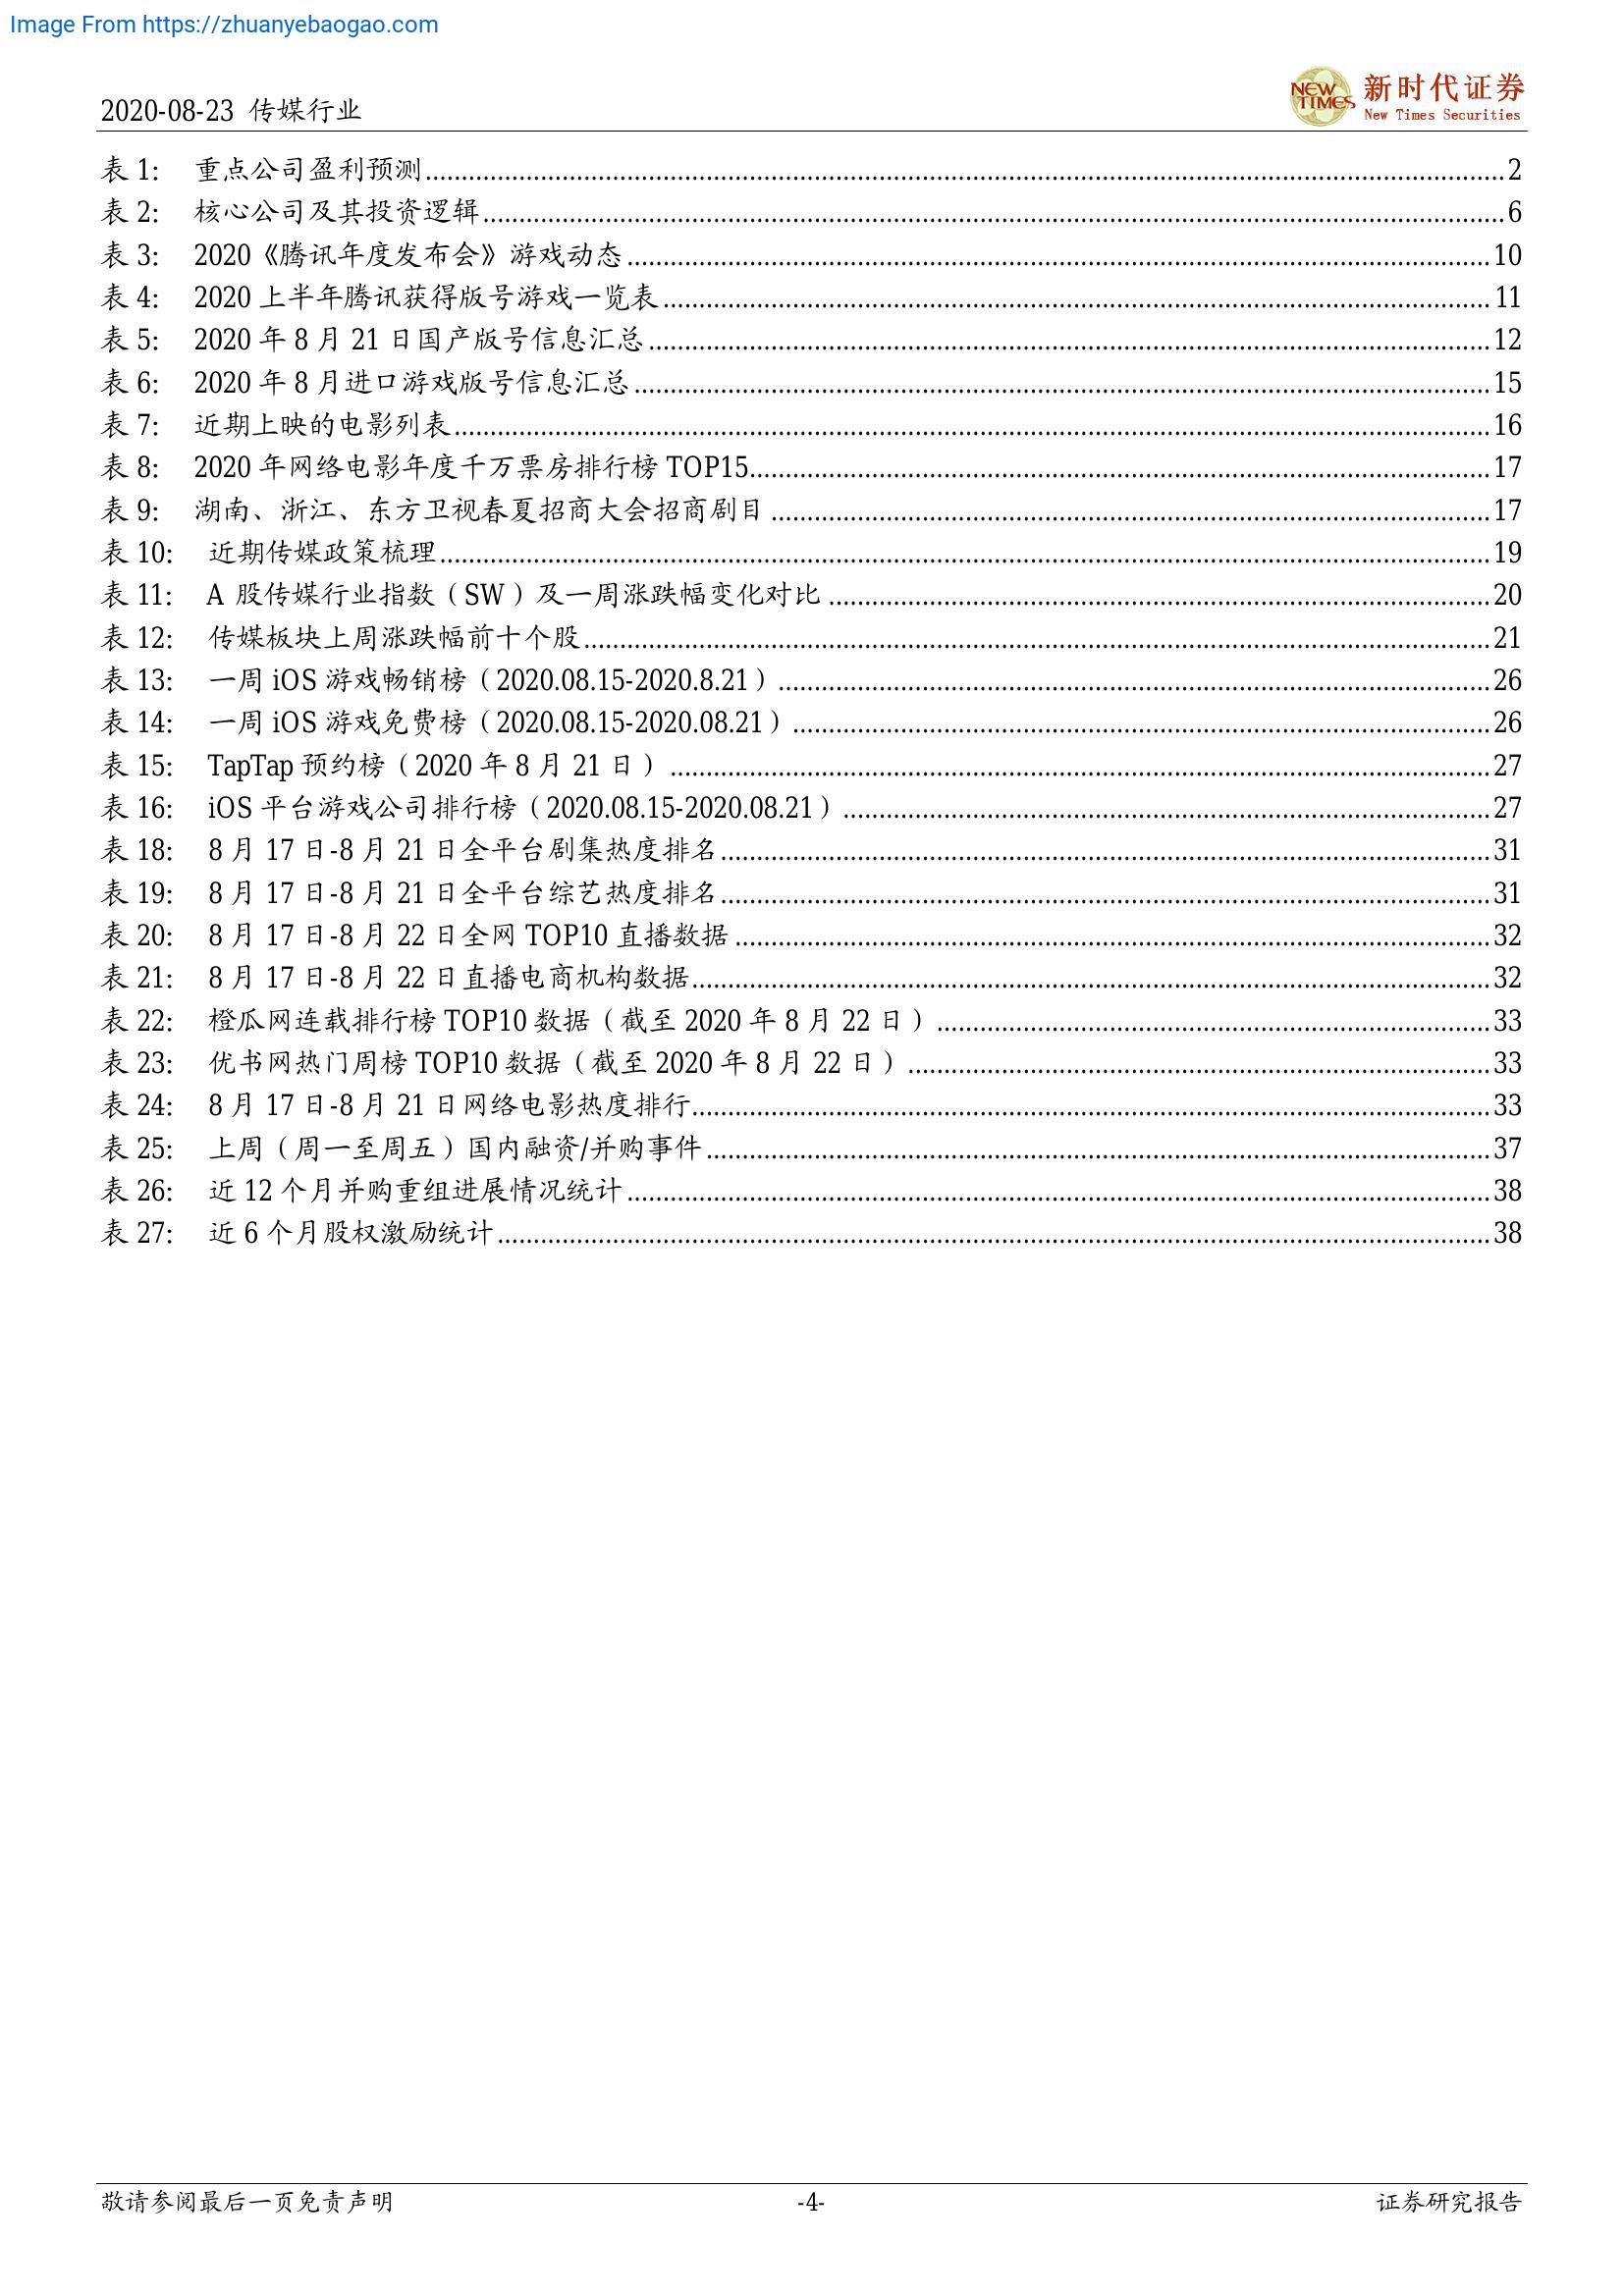 Image From https://zhuanyebaogao.com
2020-08-23 传媒行业
NEW TIMES 新时代证券
New Times Securities
表 1: 重点公司盈利预测 2
表 2: 核心公司及其投资逻辑 6
表 3: 2020《腾讯年度发布会》游戏动态 10
表 4: 2020 上半年腾讯获得版号游戏一览表 11
表 5: 2020 年 8 月 21 日国产版号信息汇总 12
表 6: 2020 年 8 月进口游戏版号信息汇总 15
表 7: 近期上映的电影列表 16
表 8: 2020 年网络电影年度千万票房排行榜 TOP15 17
表 9: 湖南、浙江、东方卫视春夏招商大会招商剧目 17
表 10: 近期传媒政策梳理 19
表 11: A 股传媒行业指数（SW）及一周涨跌幅变化对比 20
表 12: 传媒板块上周涨跌幅前十个股 21
表 13: 一周 iOS 游戏畅销榜（2020.08.15-2020.8.21） 26
表 14: 一周 iOS 游戏免费榜（2020.08.15-2020.08.21） 26
表 15: TapTap 预约榜（2020 年 8 月 21 日） 27
表 16: iOS 平台游戏公司排行榜（2020.08.15-2020.08.21） 27
表 18: 8 月 17 日-8 月 21 日全平台剧集热度排名 31
表 19: 8 月 17 日-8 月 21 日全平台综艺热度排名 31
表 20: 8 月 17 日-8 月 22 日全网 TOP10 直播数据 32
表 21: 8 月 17 日-8 月 22 日直播电商机构数据 32
表 22: 橙瓜网连载排行榜 TOP10 数据（截至 2020 年 8 月 22 日） 33
表 23: 优书网热门周榜 TOP10 数据（截至 2020 年 8 月 22 日） 33
表 24: 8 月 17 日-8 月 21 日网络电影热度排行 33
表 25: 上周（周一至周五）国内融资/并购事件 37
表 26: 近 12 个月并购重组进展情况统计 38
表 27: 近 6 个月股权激励统计 38
敬请参阅最后一页免责声明 -4- 证券研究报告